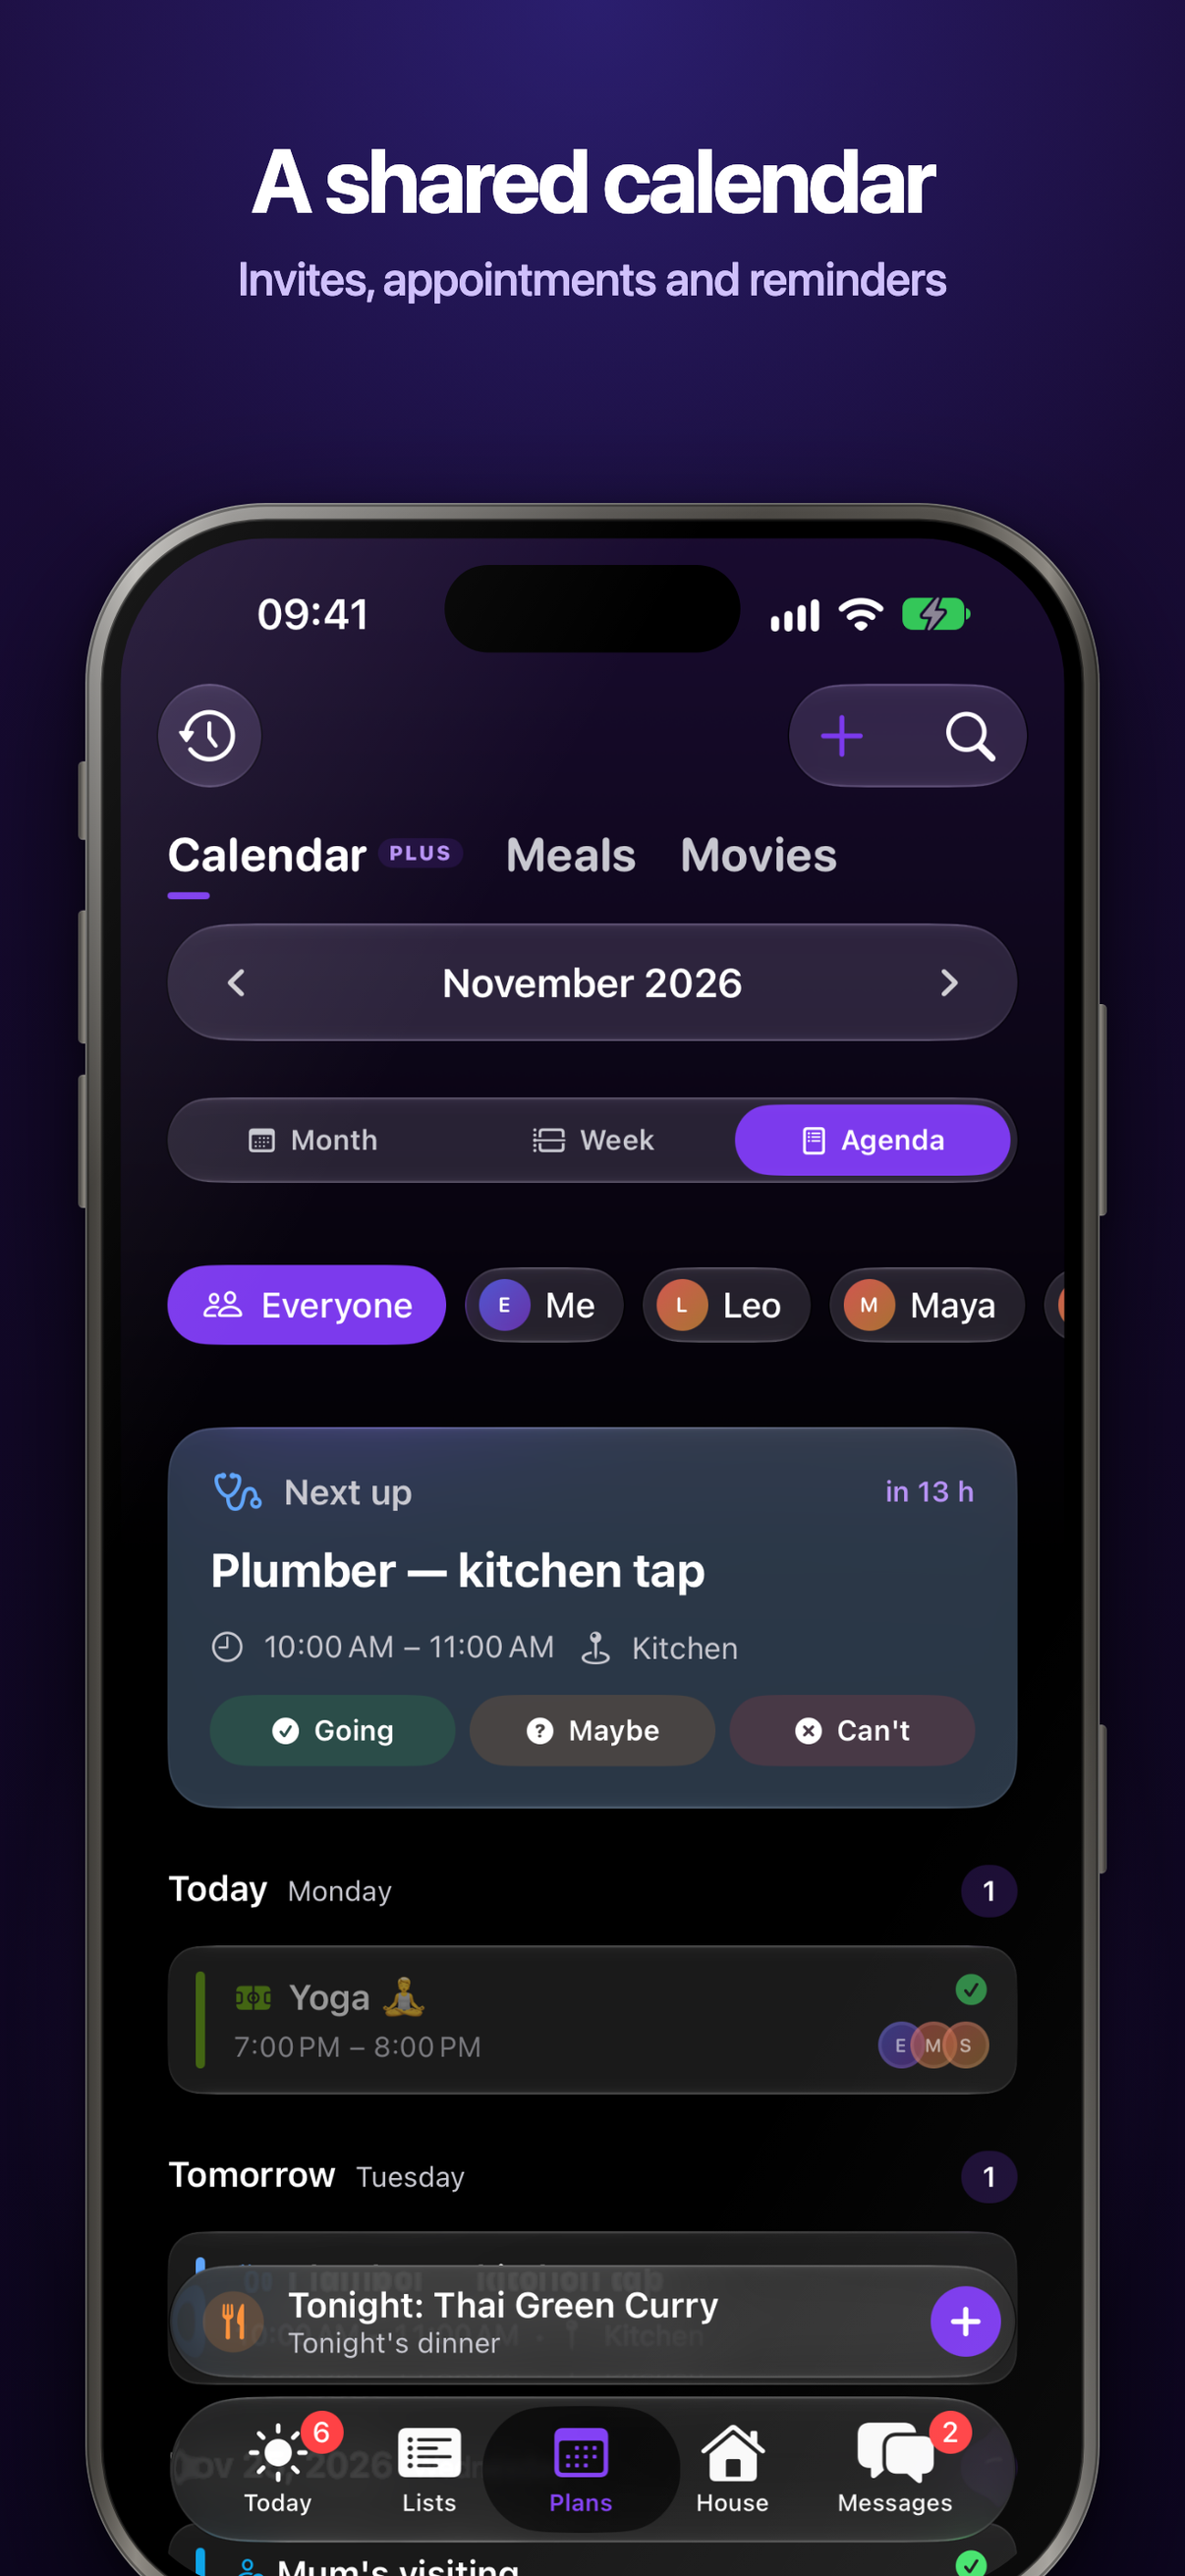 A shared calendar
Invites, appointments and reminders
09:41
Calendar PLUS Meals Movies
November 2026
Month Week Agenda
Everyone E Me L Leo M Maya
Next up in 13 h
Plumber — kitchen tap
10:00 AM – 11:00 AM Kitchen
Going Maybe Can't
Today Monday 1
Yoga
7:00 PM – 8:00 PM E M S
Tomorrow Tuesday 1
Tonight: Thai Green Curry
Tonight's dinner
Kitchen
6 2
2026
Today Lists Plans House Messages
Mum's visiting